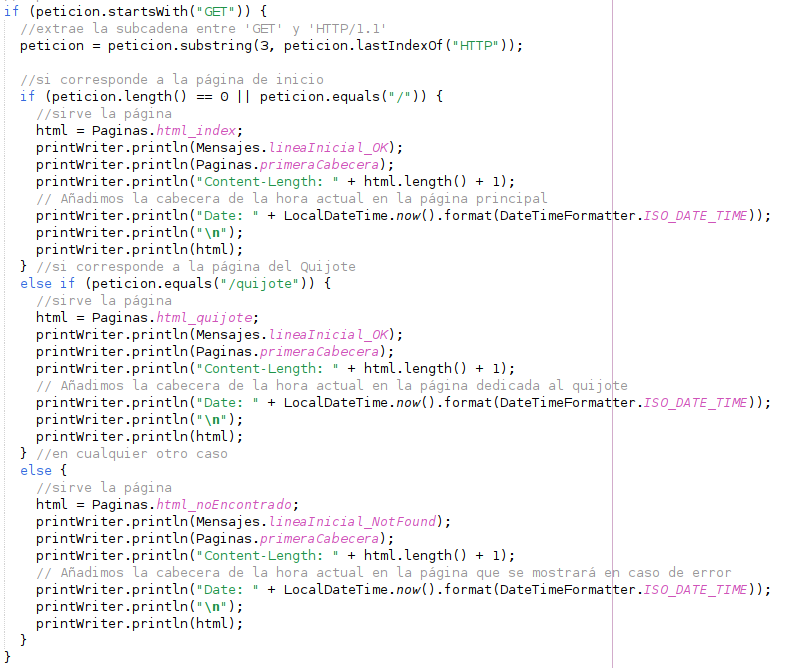 if (peticion.startsWith("GET")) {
//extrae la subcadena entre 'GET' y 'HTTP/1.1'
peticion = peticion.substring(3, peticion.lastIndexOf("HTTP"));
//si corresponde a la página de inicio
if (peticion.length() == 0 || peticion.equals("/")) {
//sirve la página
html = Paginas.html_index;
printWriter.println(Mensajes.lineaInicial_OK);
printWriter.println(Paginas.primeraCabecera);
printWriter.println("Content-Length: " + html.length() + 1);
// Añadimos la cabecera de la hora actual en la página principal
printWriter.println("Date: " + LocalDateTime.now().format(DateTimeFormatter.ISO_DATE_TIME));
printWriter.println("\n");
printWriter.println(html);
} //si corresponde a la página del Quijote
else if (peticion.equals("/quijote")) {
//sirve la página
html = Paginas.html_quijote;
printWriter.println(Mensajes.lineaInicial_OK);
printWriter.println(Paginas.primeraCabecera);
printWriter.println("Content-Length: " + html.length() + 1);
// Añadimos la cabecera de la hora actual en la página dedicada al quijote
printWriter.println("Date: " + LocalDateTime.now().format(DateTimeFormatter.ISO_DATE_TIME));
printWriter.println("\n");
printWriter.println(html);
} //en cualquier otro caso
else {
//sirve la página
html = Paginas.html_noEncontrado;
printWriter.println(Mensajes.lineaInicial_NotFound);
printWriter.println(Paginas.primeraCabecera);
printWriter.println("Content-Length: " + html.length() + 1);
// Añadimos la cabecera de la hora actual en la página que se mostrará en caso de error
printWriter.println("Date: " + LocalDateTime.now().format(DateTimeFormatter.ISO_DATE_TIME));
printWriter.println("\n");
printWriter.println(html);
}
}